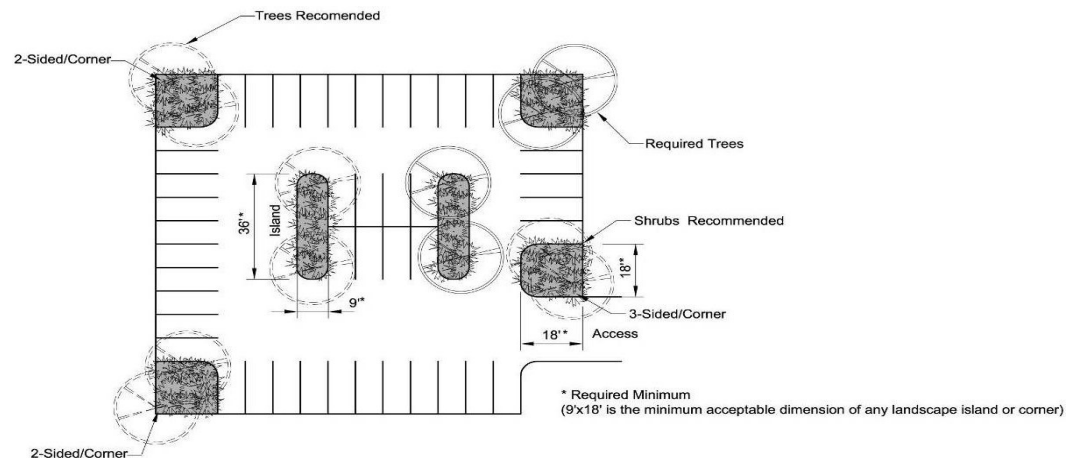 Trees Recomended
2-Sided/Corner
Required Trees
36'*
Island
Shrubs Recommended
18'*
9'*
3-Sided/Corner
18'*
Access
* Required Minimum
(9'x18' is the minimum acceptable dimension of any landscape island or corner)
2-Sided/Corner